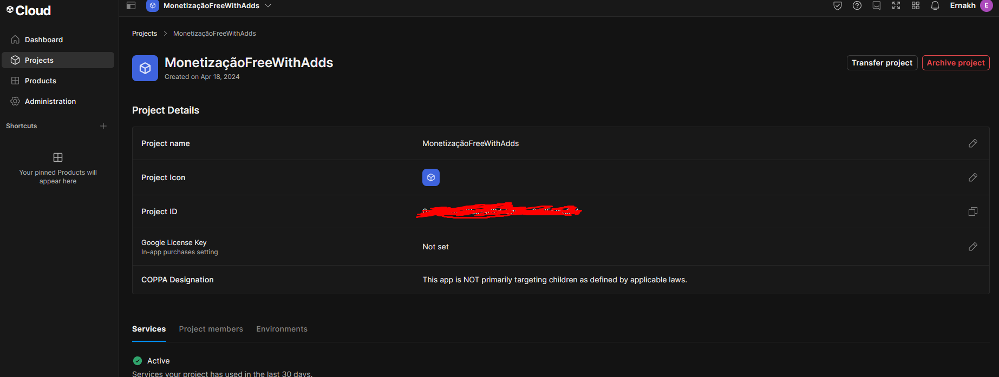 Cloud
MonetizaçãoFreeWithAdds
Ernakh
E
Dashboard
Projects
Products
Administration
Shortcuts
Your pinned Products will
appear here
Projects > MonetizaçãoFreeWithAdds
MonetizaçãoFreeWithAdds
Created on Apr 18, 2024
Transfer project
Archive project
Project Details
Project name
MonetizaçãoFreeWithAdds
Project Icon
Project ID
Google License Key
In-app purchases setting
Not set
COPPA Designation
This app is NOT primarily targeting children as defined by applicable laws.
Services
Project members
Environments
Active
Services your project has used in the last 30 days.